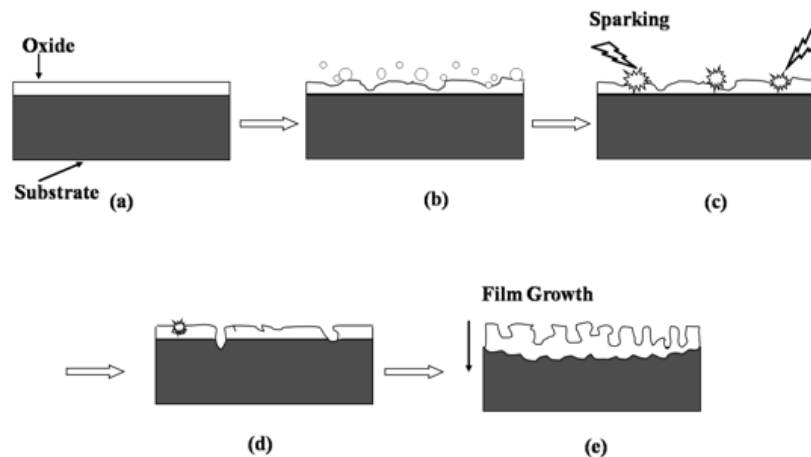 Oxide
Sparking
Substrate
(a)
(b)
(c)
Film Growth
(d)
(e)